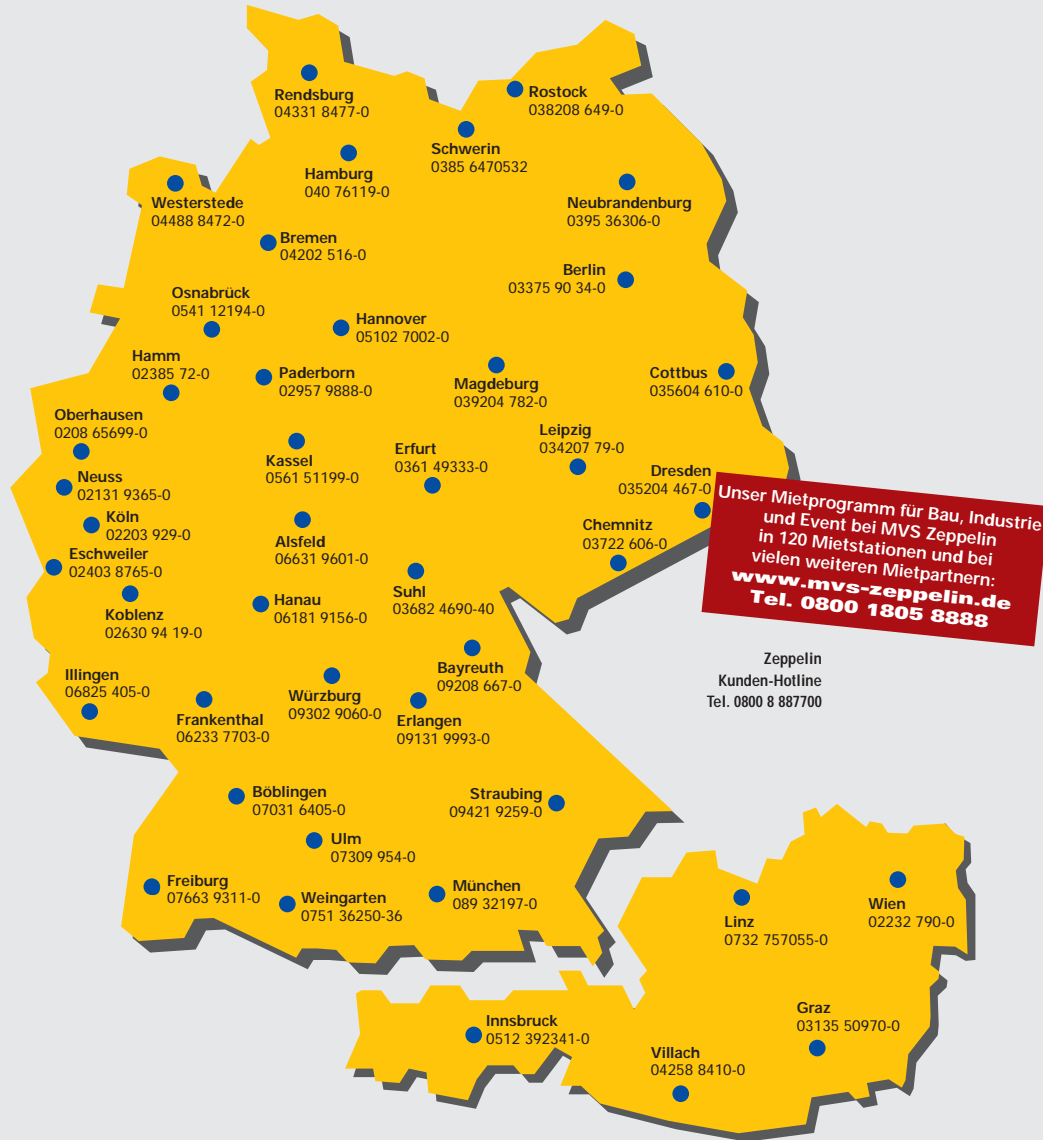 Rendsburg
04331 8477-0
Rostock
038208 649-0
Schwerin
0385 6470532
Hamburg
040 76119-0
Westerstede
04488 8472-0
Neubrandenburg
0395 36306-0
Bremen
04202 516-0
Berlin
03375 90 34-0
Osnabrück
0541 12194-0
Hannover
05102 7002-0
Hamm
02385 72-0
Paderborn
02957 9888-0
Magdeburg
039204 782-0
Cottbus
035604 610-0
Oberhausen
0208 65699-0
Leipzig
034207 79-0
Kassel
0561 51199-0
Erfurt
0361 49333-0
Dresden
035204 467-0
Neuss
02131 9365-0
Köln
02203 929-0
Alsfeld
06631 9601-0
Chemnitz
03722 606-0
Eschweiler
02403 8765-0
Suhl
03682 4690-40
Hanau
06181 9156-0
Koblenz
02630 94 19-0
Unser Mietprogramm für Bau, Industrie
und Event bei MVS Zeppelin
in 120 Mietstationen und bei
vielen weiteren Mietpartnern:
www.mvs-zeppelin.de
Tel. 0800 1805 8888
Zeppelin
Kunden-Hotline
Tel. 0800 8 887700
Bayreuth
09208 667-0
Illingen
06825 405-0
Würzburg
09302 9060-0
Frankenthal
06233 7703-0
Erlangen
09131 9993-0
Böblingen
07031 6405-0
Straubing
09421 9259-0
Ulm
07309 954-0
Freiburg
07663 9311-0
Weingarten
0751 36250-36
München
089 32197-0
Linz
0732 757055-0
Wien
02232 790-0
Innsbruck
0512 392341-0
Graz
03135 50970-0
Villach
04258 8410-0